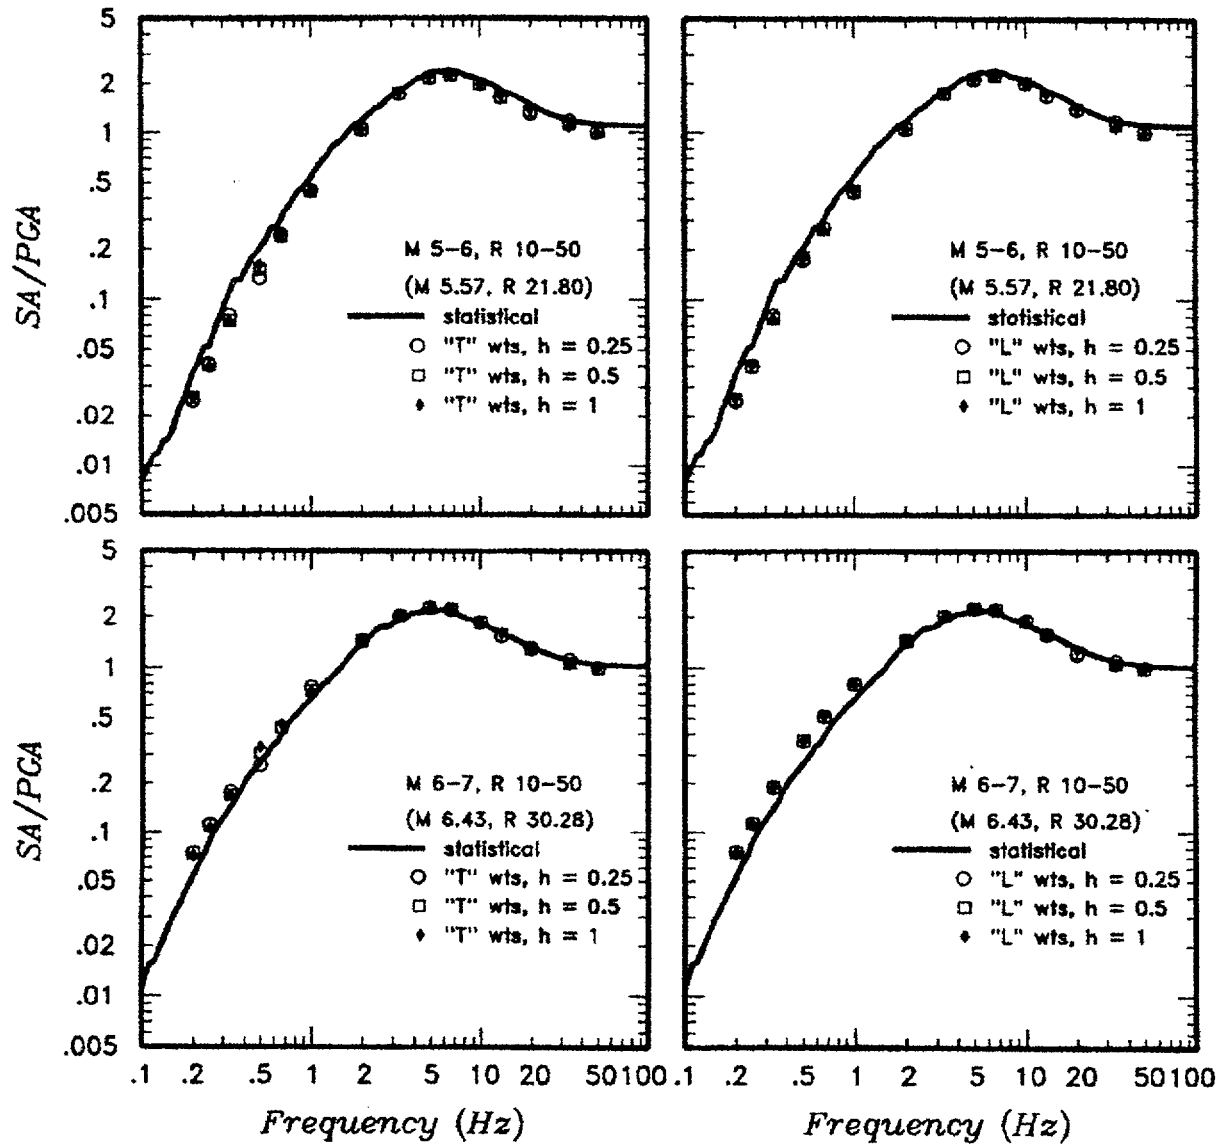 5
2
1
.5
.2
.1
.05
.02
.01
.005
SA/PGA
M 5-6, R 10-50
(M 5.57, R 21.80)
statistical
"T" wts, h = 0.25
"T" wts, h = 0.5
"T" wts, h = 1
M 5-6, R 10-50
(M 5.57, R 21.80)
statistical
"L" wts, h = 0.25
"L" wts, h = 0.5
"L" wts, h = 1
5
2
1
.5
.2
.1
.05
.02
.01
.005
SA/PGA
M 6-7, R 10-50
(M 6.43, R 30.28)
statistical
"T" wts, h = 0.25
"T" wts, h = 0.5
"T" wts, h = 1
M 6-7, R 10-50
(M 6.43, R 30.28)
statistical
"L" wts, h = 0.25
"L" wts, h = 0.5
"L" wts, h = 1
.1 .2 .5 1 2 5 10 20 50 100
.1 .2 .5 1 2 5 10 20 50 100
Frequency (Hz)
Frequency (Hz)